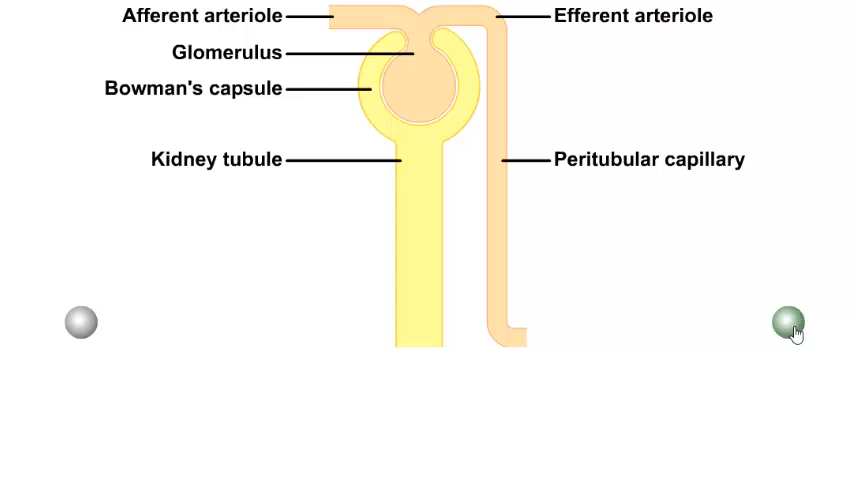 Afferent arteriole
Efferent arteriole
Glomerulus
Bowman's capsule
Kidney tubule
Peritubular capillary